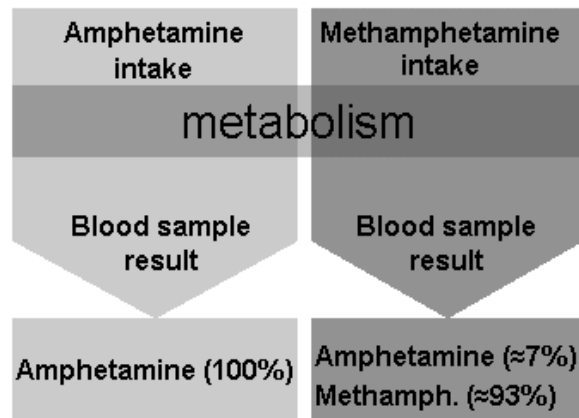 Amphetamine
intake
Methamphetamine
intake
metabolism
Blood sample
result
Blood sample
result
Amphetamine (100%)
Amphetamine (≈7%)
Methamph. (≈93%)